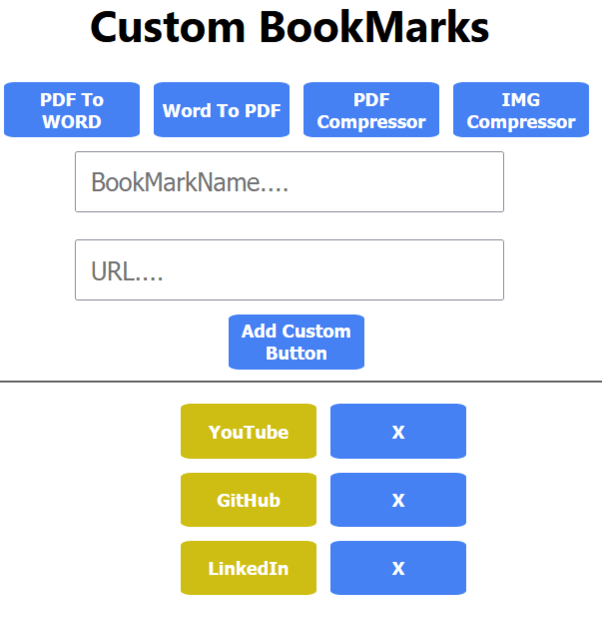 Custom BookMarks
PDF To
WORD
Word To PDF
PDF
Compressor
IMG
Compressor
BookMarkName....
URL....
Add Custom
Button
YouTube
X
GitHub
X
LinkedIn
X